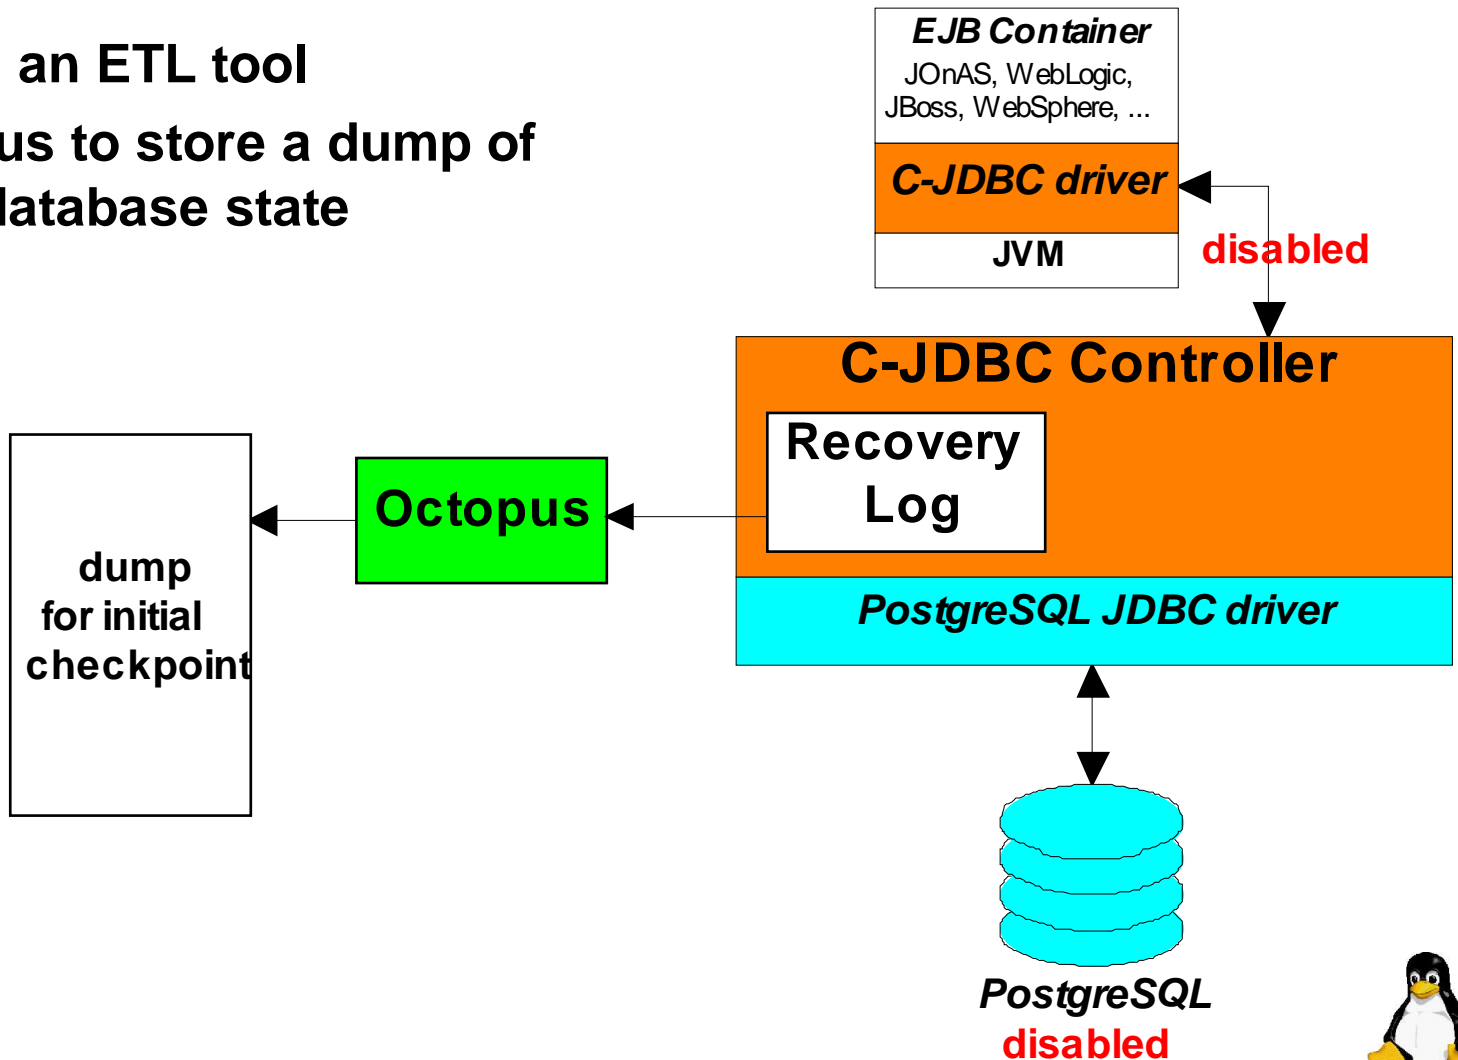 an ETL tool
us to store a dump of
database state
EJB Container
JOnAS, WebLogic,
JBoss, WebSphere, ...
C-JDBC driver
JVM
disabled
C-JDBC Controller
Recovery
Log
Octopus
dump
for initial
checkpoint
PostgreSQL JDBC driver
PostgreSQL
disabled